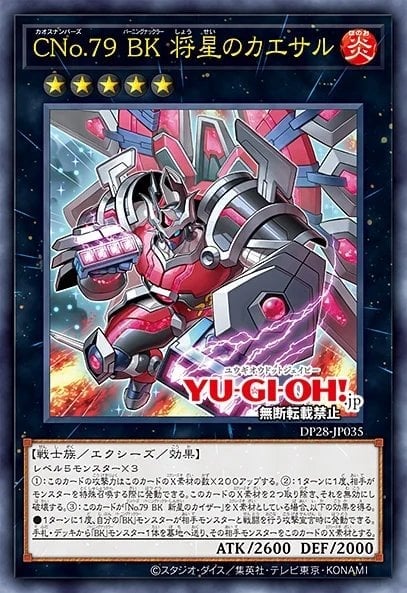 カオスナンバーズ バーニングナックラー しょう せい ほのお
CNo.79 BK 将星のカエサル 炎
ユウギオウドットジェイピー
YU-GI-OH!.jp
無断転載禁止
DP28-JP035
【戦士族/エクシーズ/効果】
レベル5モンスター×3
①:このカードの攻撃力はこのカードのX素材の数×200アップする。②:1ターンに1度、相手が
モンスターを特殊召喚する際に発動できる。このカードのX素材を2つ取り除き、それを無効にし
破壊する。③:このカードが「No.79 BK 新星のカイザー」をX素材としている場合、以下の効果を得る。
●1ターンに1度、自分の「BK」モンスターが相手モンスターと戦闘を行う攻撃宣言時に発動できる。
手札・デッキから「BK」モンスター1体を墓地へ送り、その相手モンスターをこのカードのX素材とする。
ATK/2600 DEF/2000
©スタジオ・ダイス/集英社・テレビ東京・KONAMI